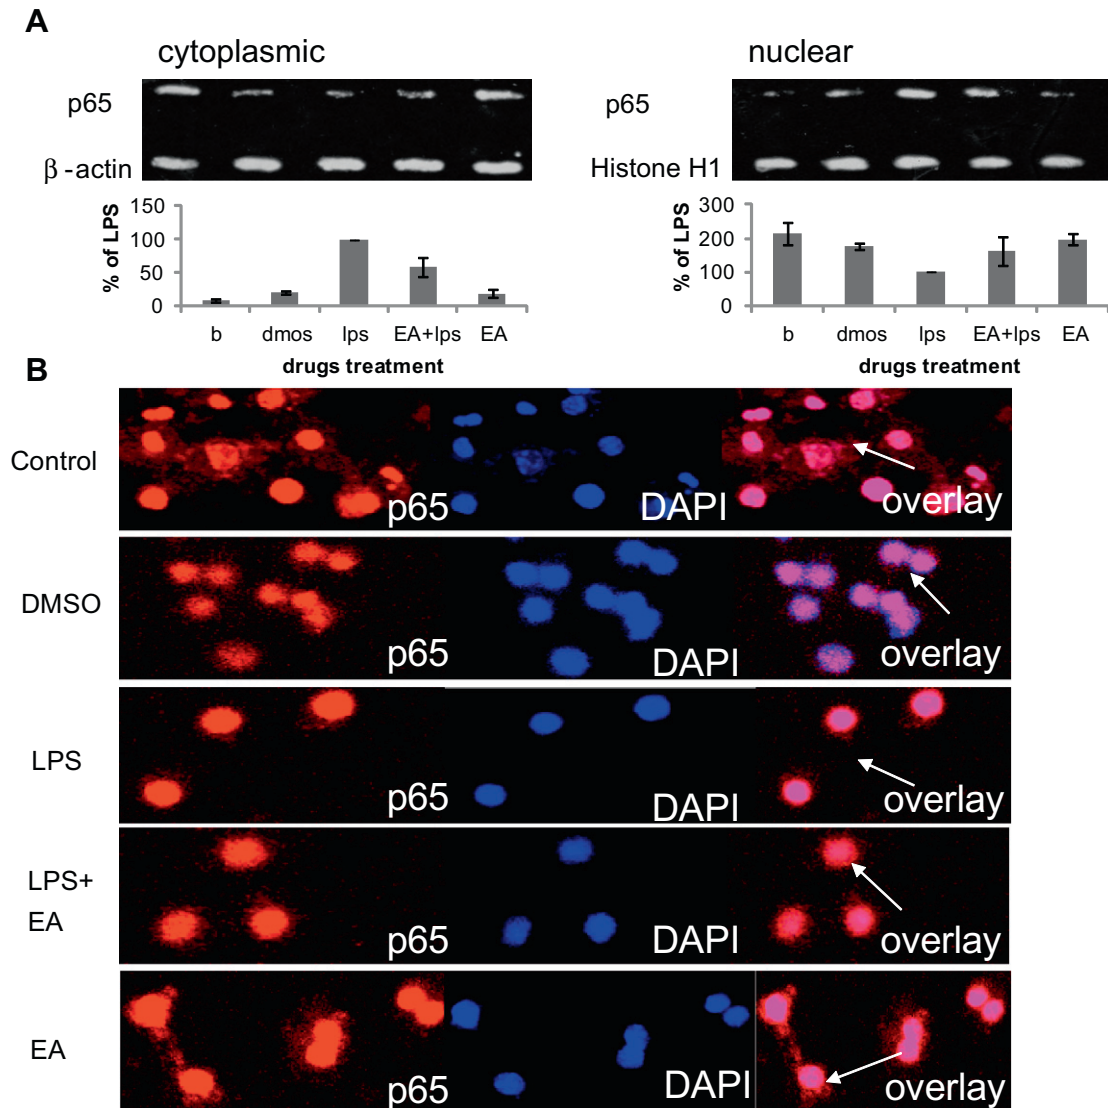 A
cytoplasmic
nuclear
p65
p65
β-actin
Histone H1
% of LPS
150
100
50
0
b dmos lps EA+lps EA
drugs treatment
% of LPS
300
200
100
0
b dmos lps EA+lps EA
drugs treatment
B
Control
p65 DAPI overlay
DMSO
p65 DAPI overlay
LPS
p65 DAPI overlay
LPS+
EA
p65 DAPI overlay
EA
p65 DAPI overlay